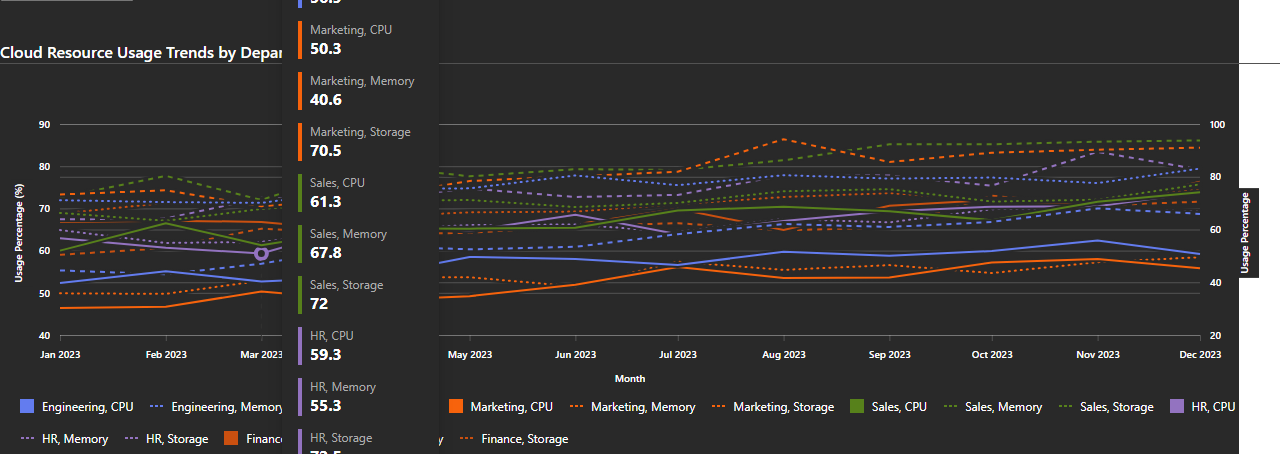 Marketing, CPU
50.3
Marketing, Memory
40.6
Marketing, Storage
70.5
Sales, CPU
61.3
Sales, Memory
67.8
Sales, Storage
72
HR, CPU
59.3
HR, Memory
55.3
HR, Storage
Cloud Resource Usage Trends by Depar
Usage Percentage (%)
90
80
70
60
50
40
100
80
60
40
20
Usage Percentage
Jan 2023 Feb 2023 Mar 2023 May 2023 Jun 2023 Jul 2023 Aug 2023 Sep 2023 Oct 2023 Nov 2023 Dec 2023
Month
Engineering, CPU Engineering, Memory Marketing, CPU Marketing, Memory Marketing, Storage Sales, CPU Sales, Memory Sales, Storage HR, CPU
HR, Memory HR, Storage Financ y Finance, Storage